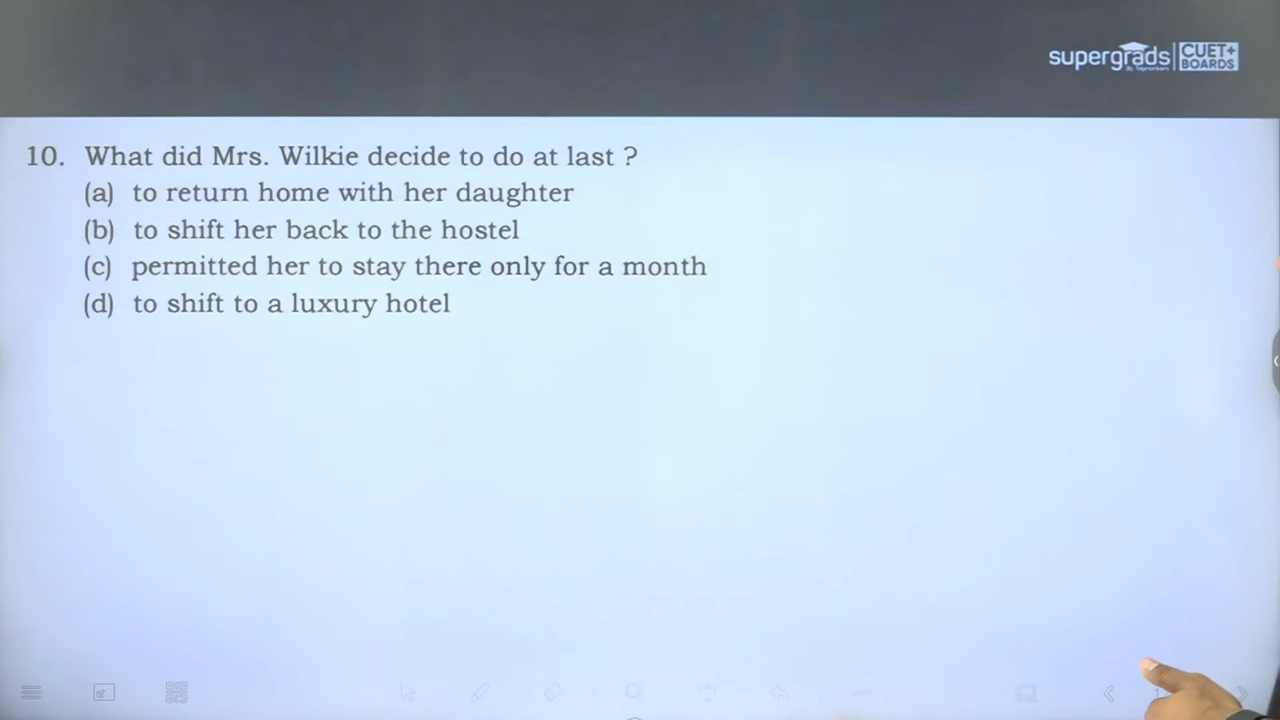 supergrads CUET+
BOARDS
10. What did Mrs. Wilkie decide to do at last ?
(a) to return home with her daughter
(b) to shift her back to the hostel
(c) permitted her to stay there only for a month
(d) to shift to a luxury hotel